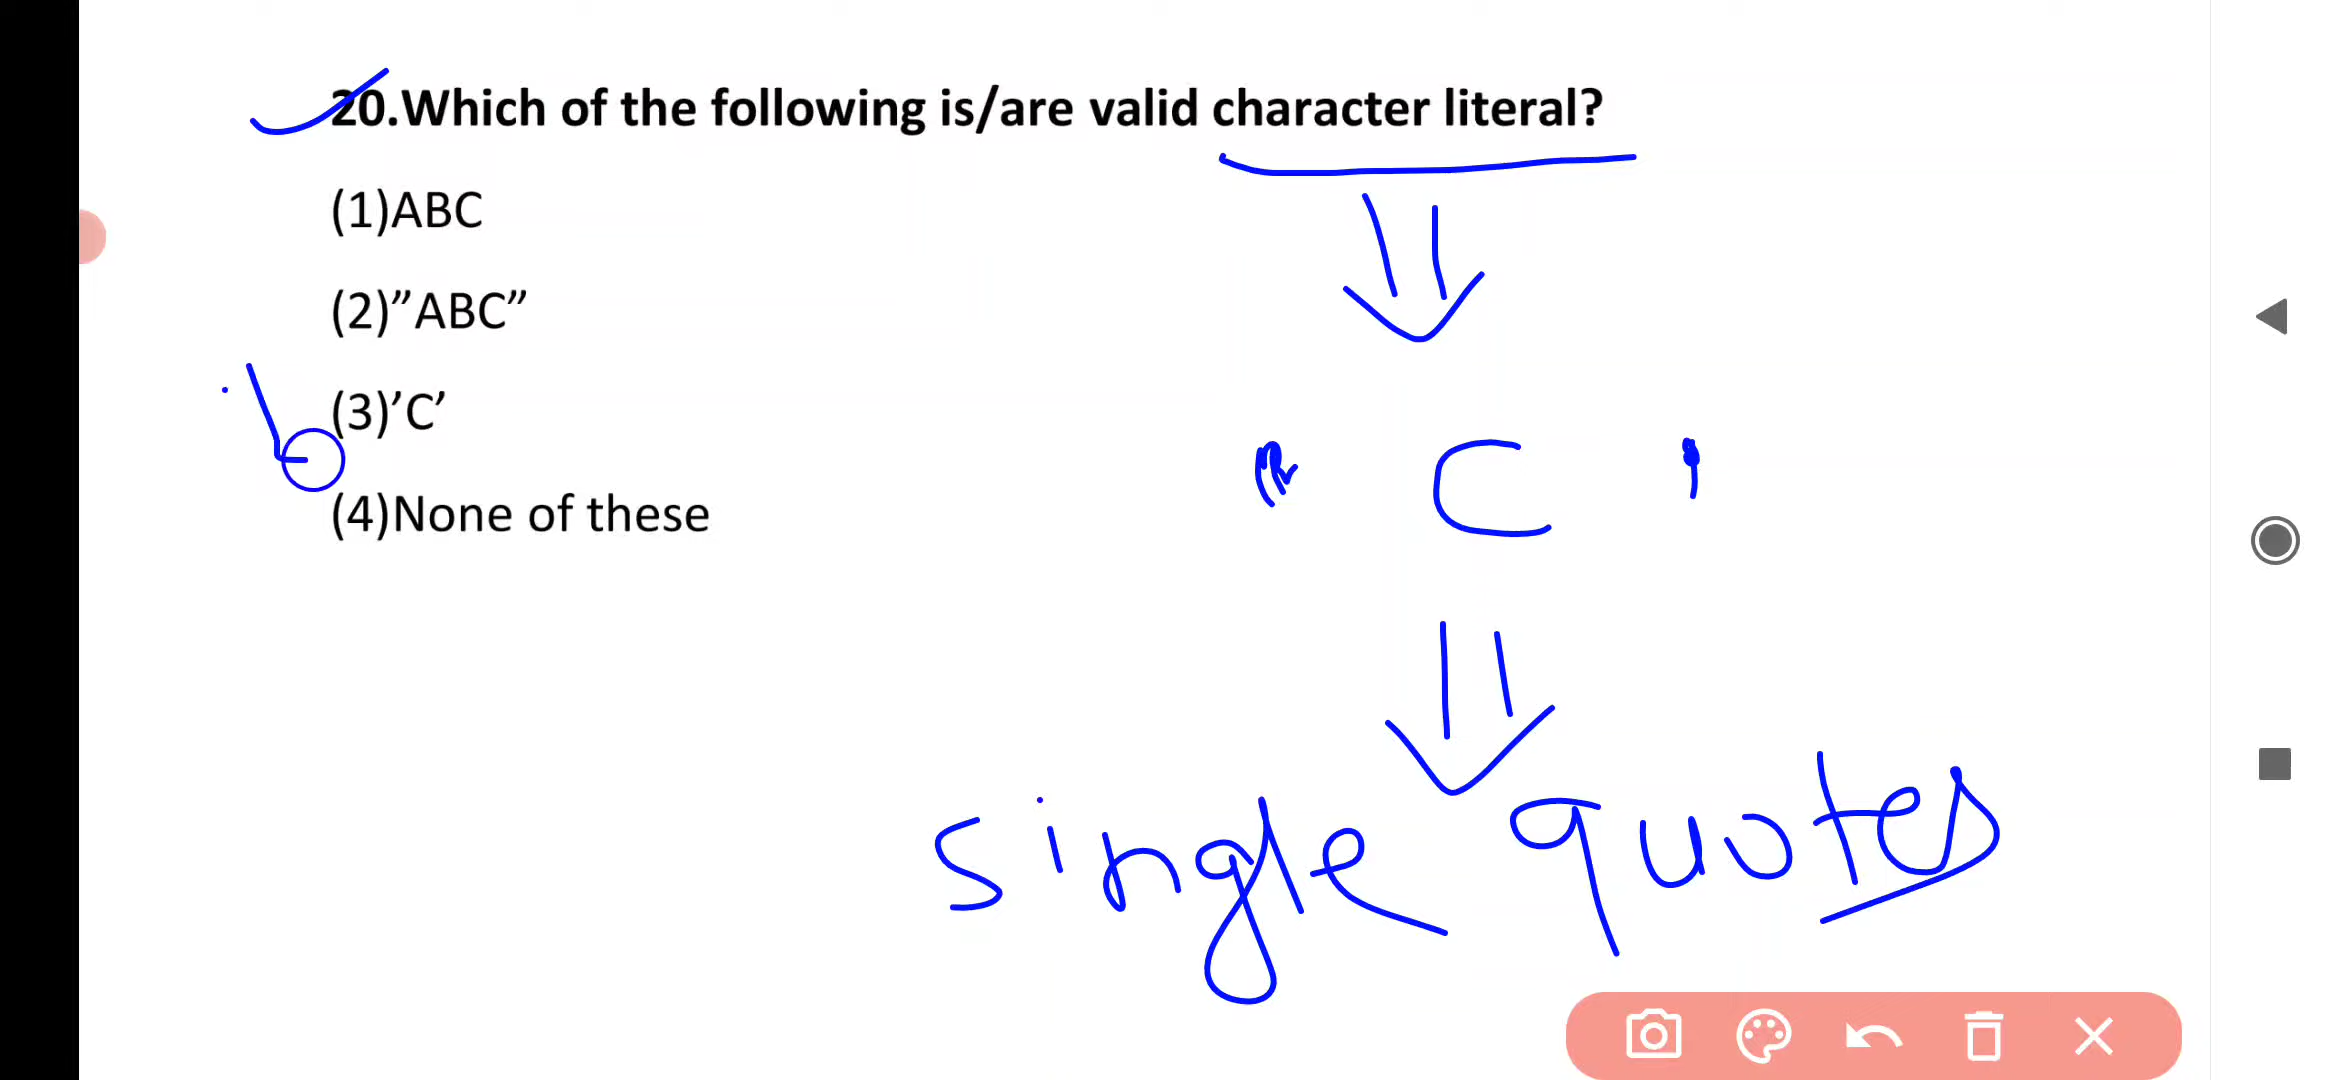 20.Which of the following is/are valid character literal?
(1)ABC
(2)”ABC”
(3)’C’
(4)None of these
' C '
single quotes